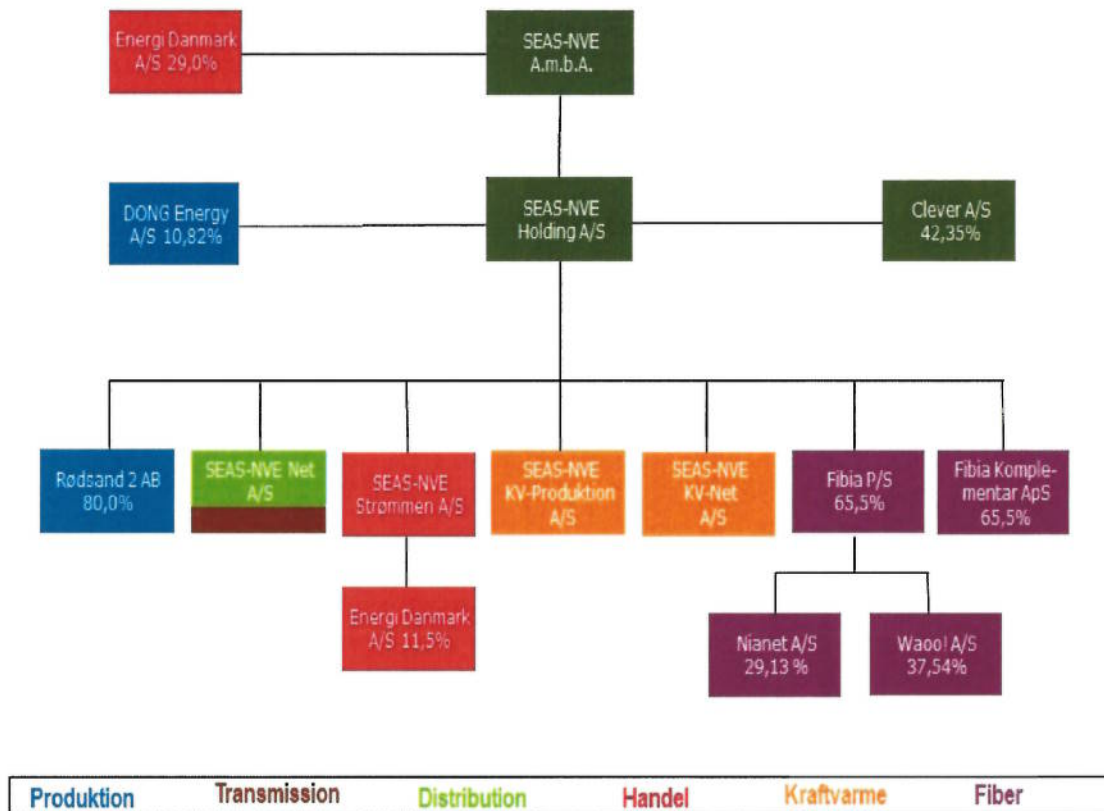 Energi Danmark
A/S 29,0%
SEAS-NVE
A.m.b.A.
DONG Energy
A/S 10,82%
SEAS-NVE
Holding A/S
Clever A/S
42,35%
Rødsand 2 AB
80,0%
SEAS-NVE Net
A/S
SEAS-NVE
Strømmen A/S
SEAS-NVE
KV-Produktion
A/S
SEAS-NVE
KV-Net
A/S
Fibia P/S
65,5%
Fibia Komple-
mentar ApS
65,5%
Energi Danmark
A/S 11,5%
Nianet A/S
29,13 %
Waoo! A/S
37,54%
Produktion Transmission Distribution Handel Kraftvarme Fiber